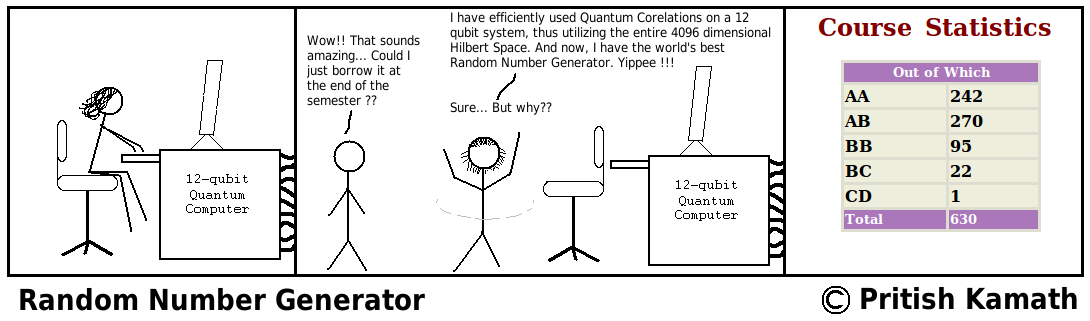 12-qubit
Quantum
Computer
I have efficiently used Quantum Corelations on a 12
qubit system, thus utilizing the entire 4096 dimensional
Hilbert Space. And now, I have the world's best
Random Number Generator. Yippee !!!
Wow!! That sounds
amazing... Could I
just borrow it at
the end of the
semester ??
Sure... But why??
12-qubit
Quantum
Computer
Course Statistics
Out of Which
AA 242
AB 270
BB 95
BC 22
CD 1
Total 630
Random Number Generator
© Pritish Kamath